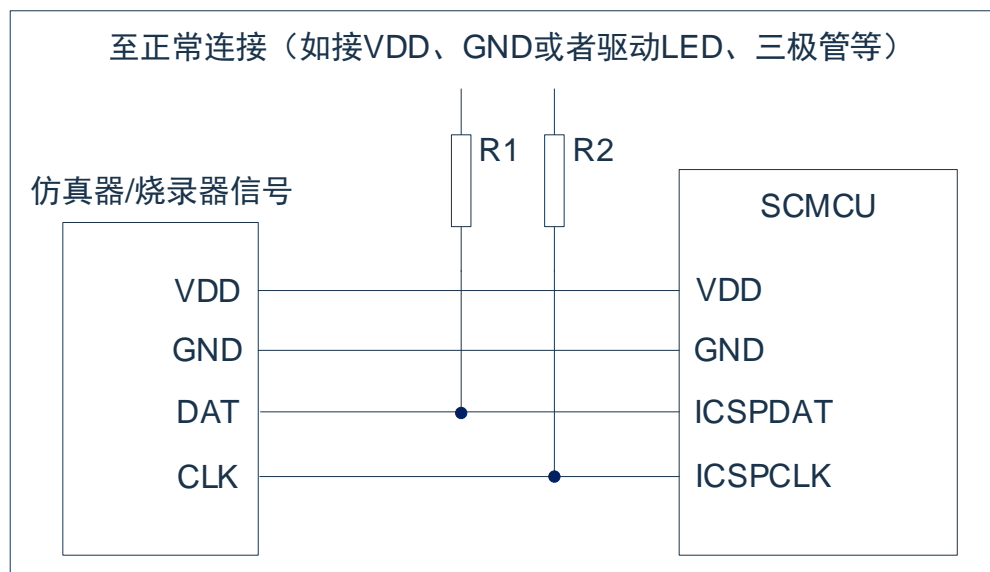 至正常连接（如接VDD、GND或者驱动LED、三极管等）
R1
R2
仿真器/烧录器信号
SCMCU
VDD
VDD
GND
GND
DAT
ICSPDAT
CLK
ICSPCLK